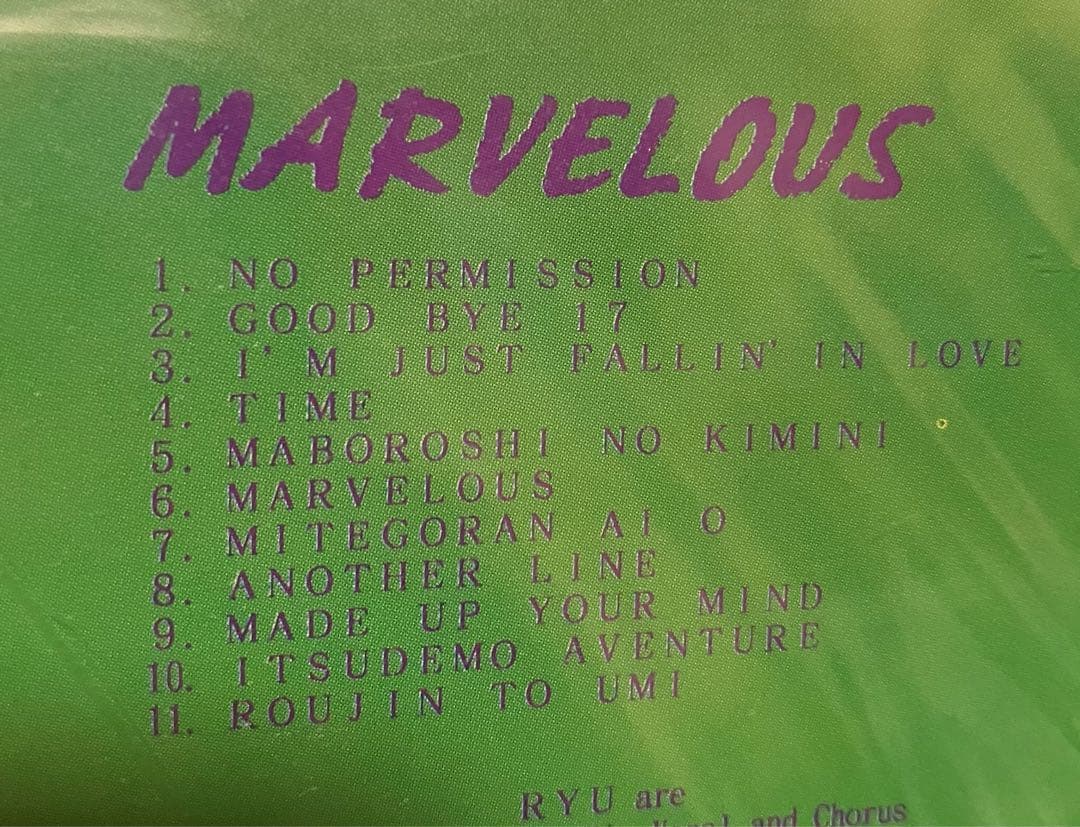 MARVELOUS
1. NO PERMISSION
2. GOOD BYE 17
3. I'M JUST FALLIN' IN LOVE
4. TIME
5. MABOROSHI NO KIMINI
6. MARVELOUS
7. MITEGORAN AI O
8. ANOTHER LINE
9. MADE UP YOUR MIND
10. ITSUDEMO AVENTURE
11. ROUJIN TO UMI
RYU are
and Chorus